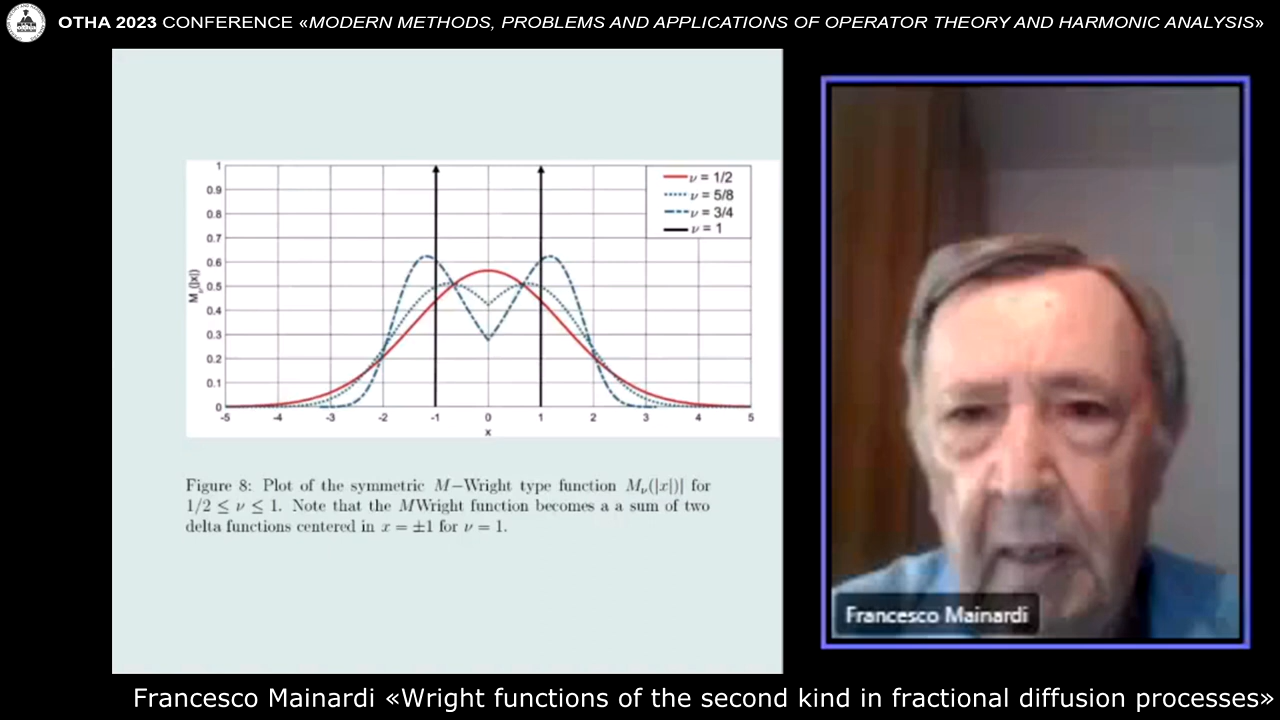 OTHA 2023 CONFERENCE «MODERN METHODS, PROBLEMS AND APPLICATIONS OF OPERATOR THEORY AND HARMONIC ANALYSIS»
1
0.9
0.8
0.7
0.6
0.5
0.4
0.3
0.2
0.1
0
M_ν(|x|)
ν = 1/2
ν = 5/8
ν = 3/4
ν = 1
-5 -4 -3 -2 -1 0 1 2 3 4 5
x
Figure 8: Plot of the symmetric M−Wright type function M_ν(|x|)| for
1/2 ≤ ν ≤ 1. Note that the MWright function becomes a a sum of two
delta functions centered in x = ±1 for ν = 1.
Francesco Mainardi
Francesco Mainardi «Wright functions of the second kind in fractional diffusion processes»